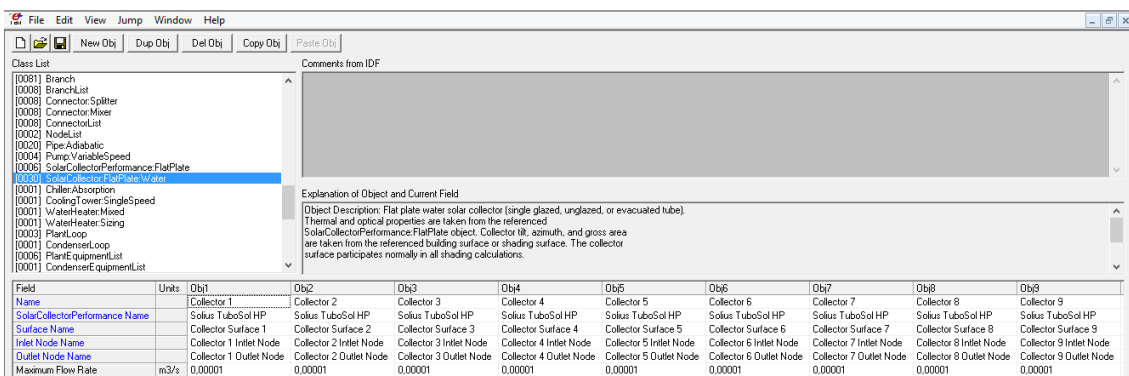 File Edit View Jump Window Help
New Obj Dup Obj Del Obj Copy Obj Paste Obj
Class List
Comments from IDF
[0081] Branch
[0008] BranchList
[0008] Connector:Splitter
[0008] Connector:Mixer
[0008] ConnectorList
[0002] NodeList
[0020] Pipe:Adiabatic
[0004] Pump:VariableSpeed
[0006] SolarCollectorPerformance:FlatPlate
[0030] SolarCollector:FlatPlate:Water
[0001] Chiller:Absorption
[0001] CoolingTower:SingleSpeed
[0001] WaterHeater:Mixed
[0001] WaterHeater:Sizing
[0003] PlantLoop
[0001] CondenserLoop
[0006] PlantEquipmentList
[0001] CondenserEquipmentList
Explanation of Object and Current Field
Object Description: Flat plate water solar collector (single glazed, unglazed, or evacuated tube).
Thermal and optical properties are taken from the referenced
SolarCollectorPerformance:FlatPlate object. Collector tilt, azimuth, and gross area
are taken from the referenced building surface or shading surface. The collector
surface participates normally in all shading calculations.
Field Units Obj1 Obj2 Obj3 Obj4 Obj5 Obj6 Obj7 Obj8 Obj9
Name Collector 1 Collector 2 Collector 3 Collector 4 Collector 5 Collector 6 Collector 7 Collector 8 Collector 9
SolarCollectorPerformance Name Solius TuboSol HP Solius TuboSol HP Solius TuboSol HP Solius TuboSol HP Solius TuboSol HP Solius TuboSol HP Solius TuboSol HP Solius TuboSol HP Solius TuboSol HP
Surface Name Collector Surface 1 Collector Surface 2 Collector Surface 3 Collector Surface 4 Collector Surface 5 Collector Surface 6 Collector Surface 7 Collector Surface 8 Collector Surface 9
Inlet Node Name Collector 1 Intlet Node Collector 2 Intlet Node Collector 3 Intlet Node Collector 4 Intlet Node Collector 5 Intlet Node Collector 6 Intlet Node Collector 7 Intlet Node Collector 8 Intlet Node Collector 9 Intlet Node
Outlet Node Name Collector 1 Outlet Node Collector 2 Outlet Node Collector 3 Outlet Node Collector 4 Outlet Node Collector 5 Outlet Node Collector 6 Outlet Node Collector 7 Outlet Node Collector 8 Outlet Node Collector 9 Outlet Node
Maximum Flow Rate m3/s 0,00001 0,00001 0,00001 0,00001 0,00001 0,00001 0,00001 0,00001 0,00001